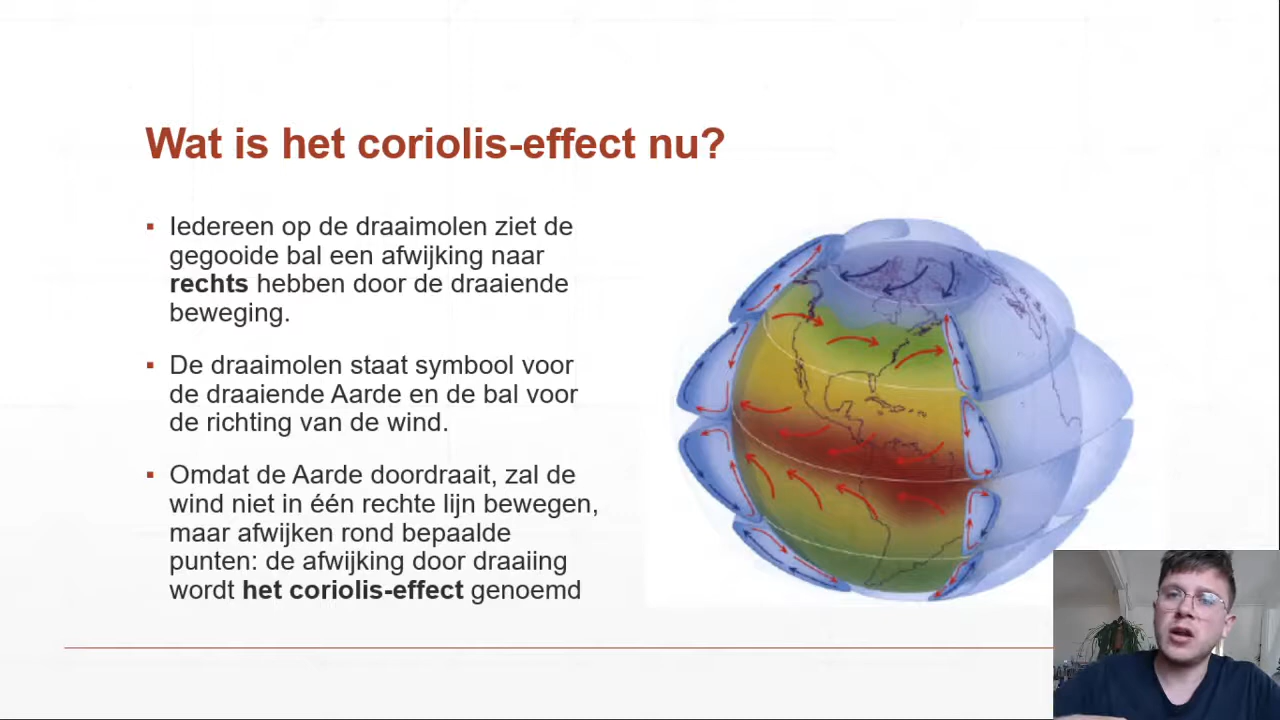 Wat is het coriolis-effect nu?
▪ Iedereen op de draaimolen ziet de
gegooide bal een afwijking naar
rechts hebben door de draaiende
beweging.
▪ De draaimolen staat symbool voor
de draaiende Aarde en de bal voor
de richting van de wind.
▪ Omdat de Aarde doordraait, zal de
wind niet in één rechte lijn bewegen,
maar afwijken rond bepaalde
punten: de afwijking door draaiing
wordt het coriolis-effect genoemd